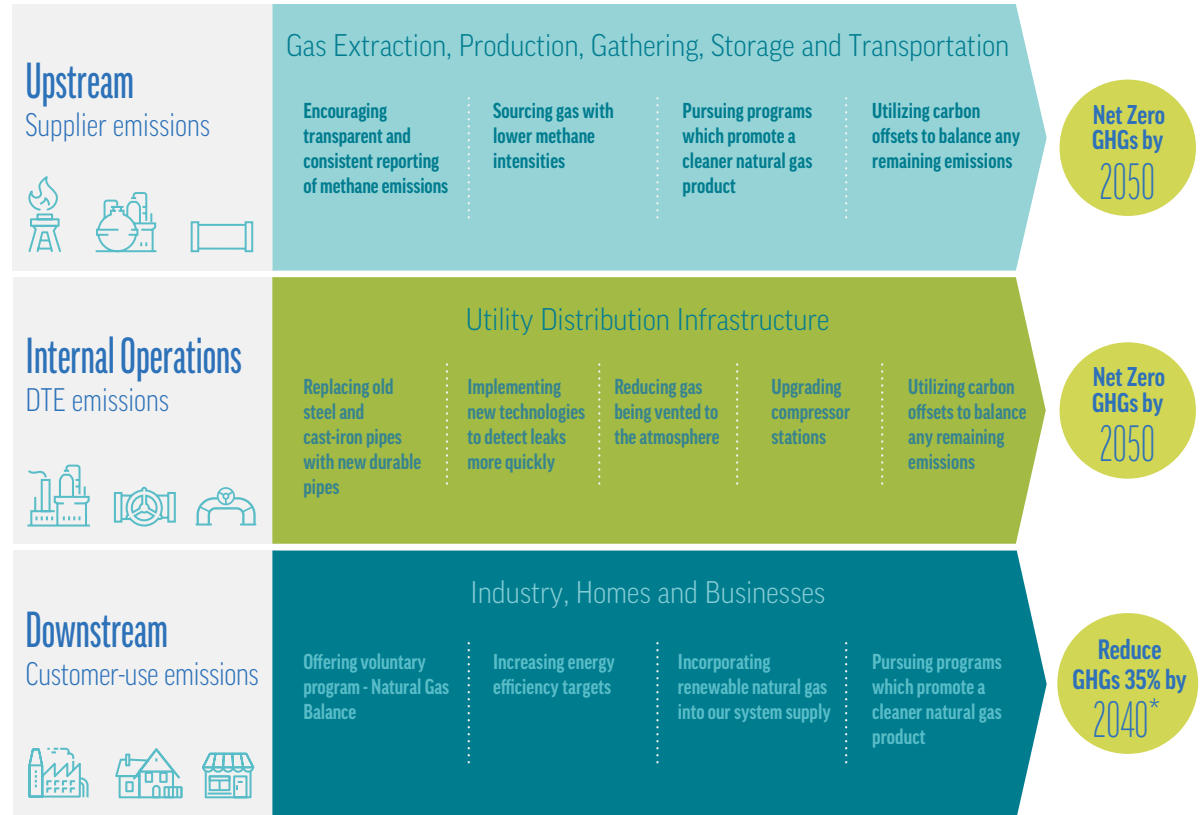 Upstream
Supplier emissions
Gas Extraction, Production, Gathering, Storage and Transportation
Encouraging
transparent and
consistent reporting
of methane emissions
Sourcing gas with
lower methane
intensities
Pursuing programs
which promote a
cleaner natural gas
product
Utilizing carbon
offsets to balance any
remaining emissions
Net Zero
GHGs by
2050
Internal Operations
DTE emissions
Utility Distribution Infrastructure
Replacing old
steel and
cast-iron pipes
with new durable
pipes
Implementing
new technologies
to detect leaks
more quickly
Reducing gas
being vented to
the atmosphere
Upgrading
compressor
stations
Utilizing carbon
offsets to balance
any remaining
emissions
Net Zero
GHGs by
2050
Downstream
Customer-use emissions
Industry, Homes and Businesses
Offering voluntary
program - Natural Gas
Balance
Increasing energy
efficiency targets
Incorporating
renewable natural gas
into our system supply
Pursuing programs
which promote a
cleaner natural gas
product
Reduce
GHGs 35% by
2040*